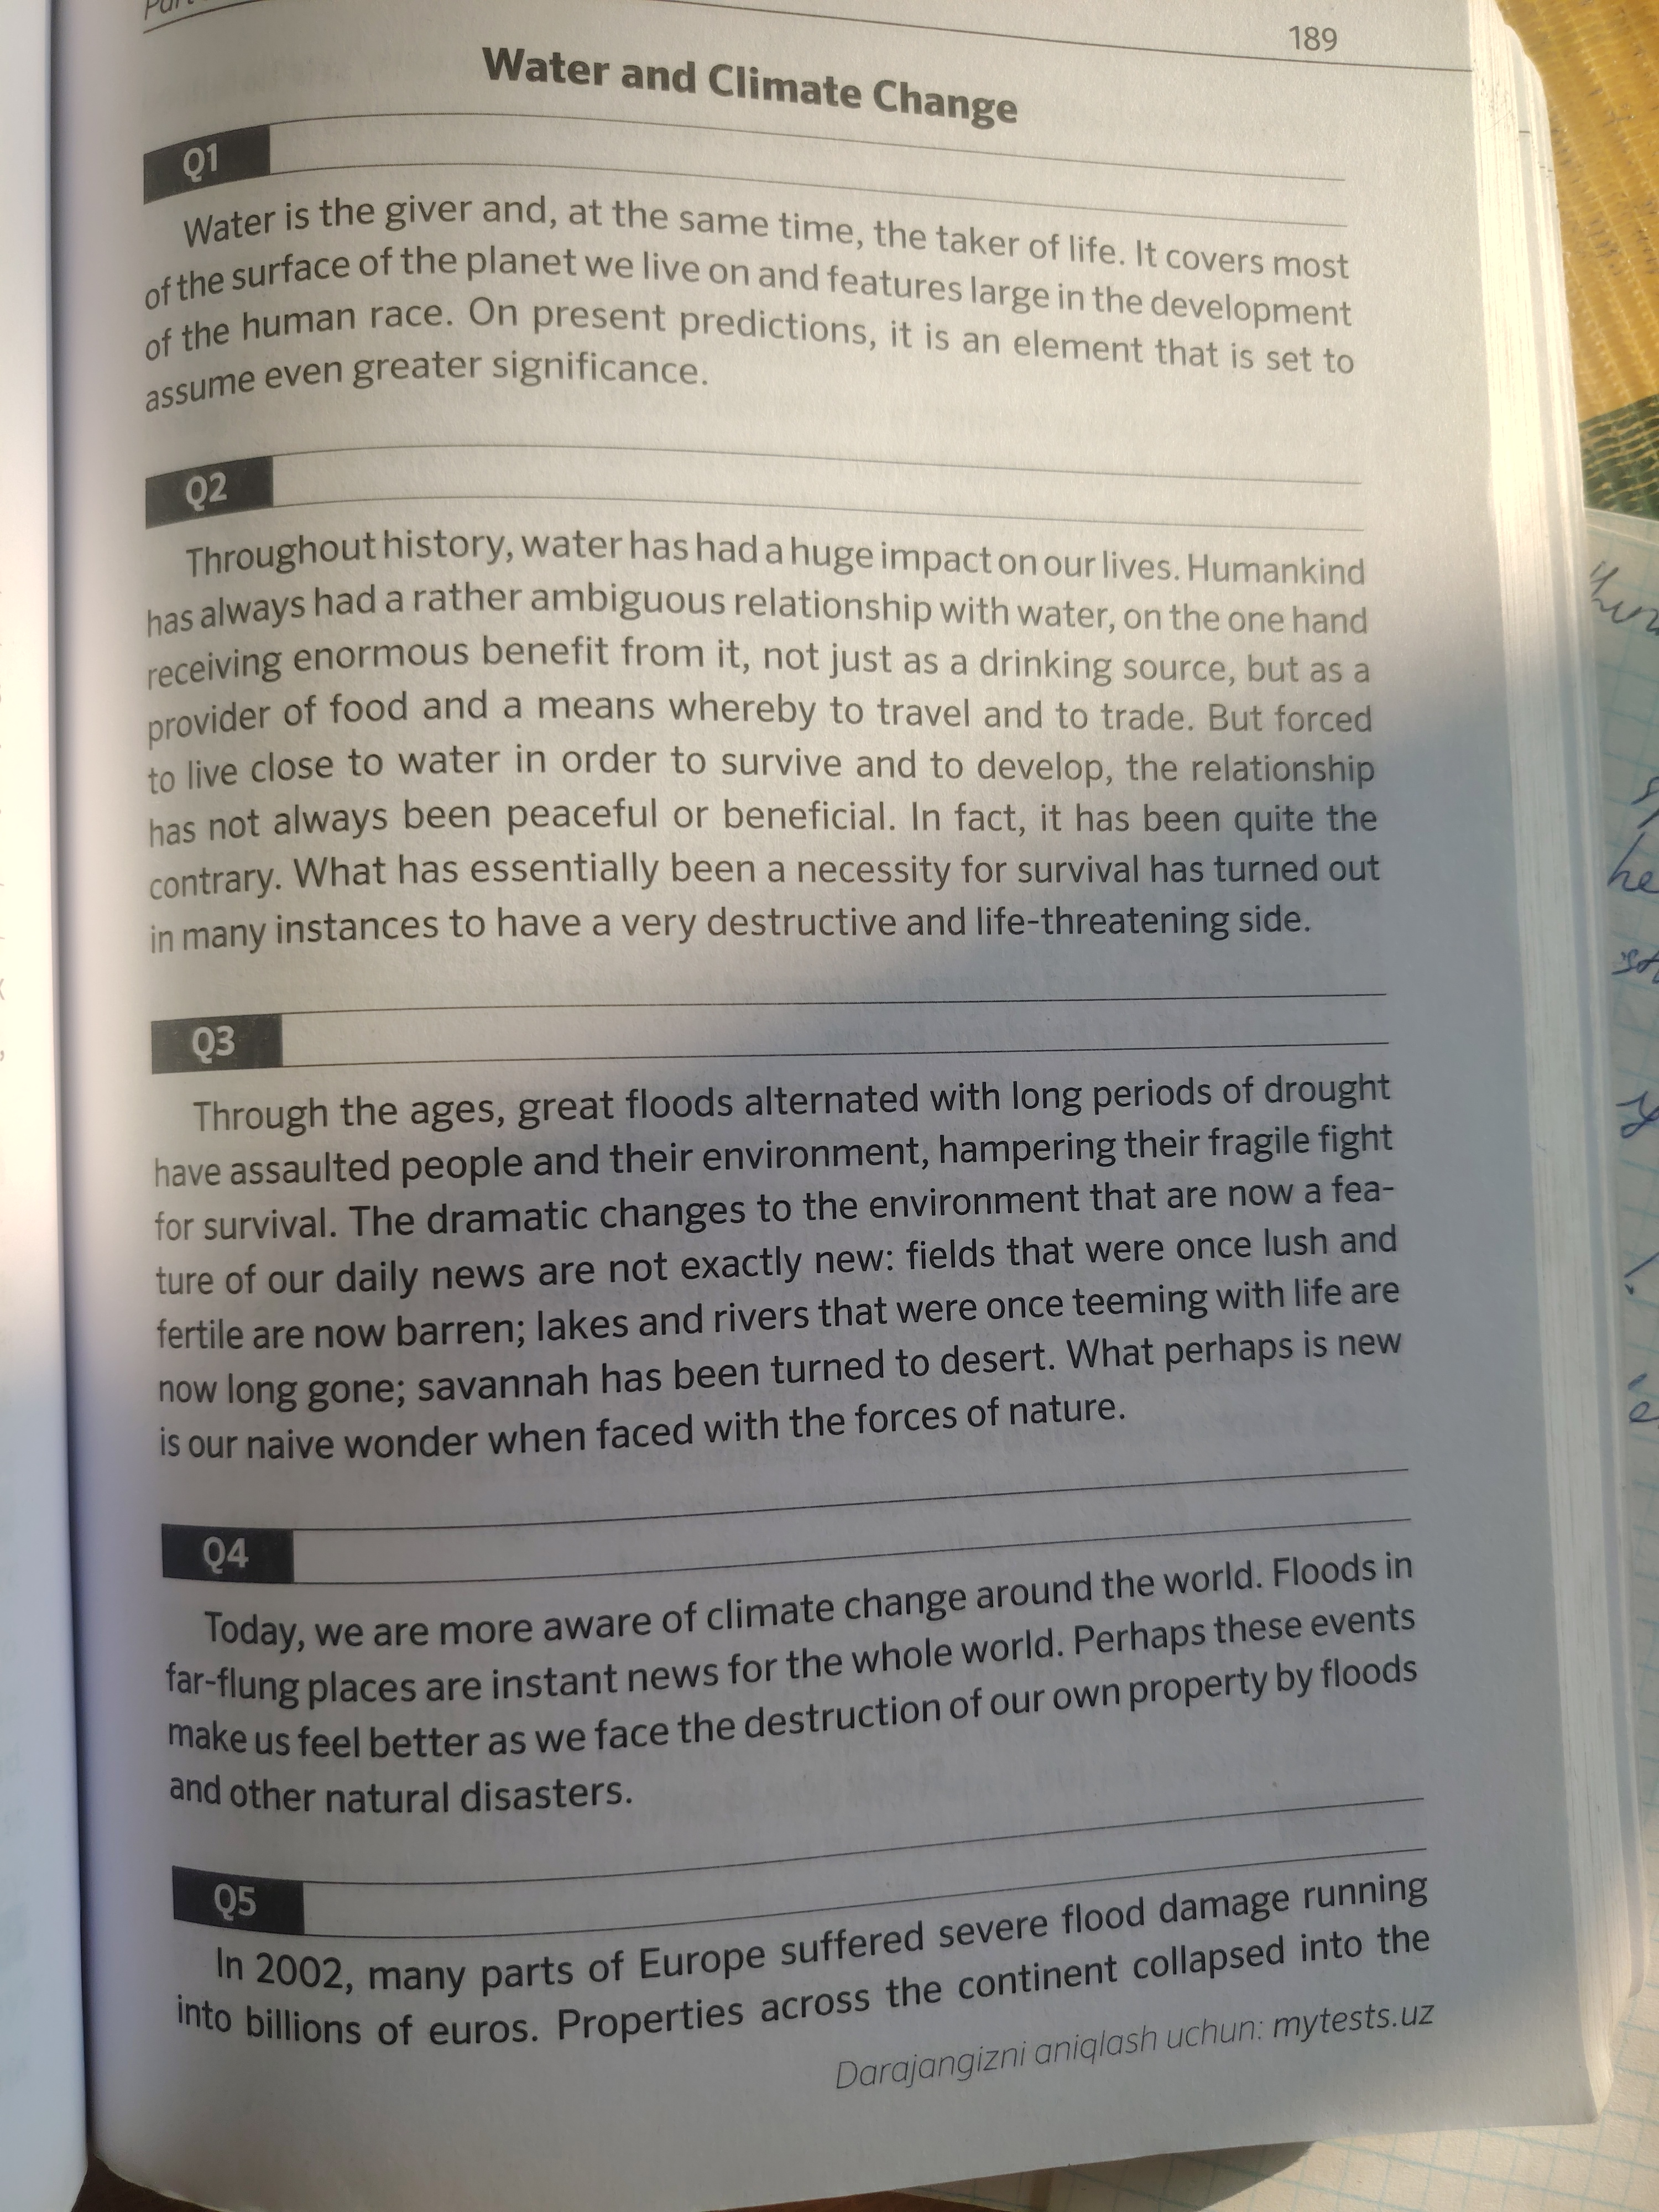 189
Water and Climate Change
Q1
Water is the giver and, at the same time, the taker of life. It covers most
of the surface of the planet we live on and features large in the development
of the human race. On present predictions, it is an element that is set to
assume even greater significance.
Q2
Throughout history, water has had a huge impact on our lives. Humankind
has always had a rather ambiguous relationship with water, on the one hand
receiving enormous benefit from it, not just as a drinking source, but as a
provider of food and a means whereby to travel and to trade. But forced
to live close to water in order to survive and to develop, the relationship
has not always been peaceful or beneficial. In fact, it has been quite the
contrary. What has essentially been a necessity for survival has turned out
in many instances to have a very destructive and life-threatening side.
Q3
Through the ages, great floods alternated with long periods of drought
have assaulted people and their environment, hampering their fragile fight
for survival. The dramatic changes to the environment that are now a fea-
ture of our daily news are not exactly new: fields that were once lush and
fertile are now barren; lakes and rivers that were once teeming with life are
now long gone; savannah has been turned to desert. What perhaps is new
is our naive wonder when faced with the forces of nature.
Q4
Today, we are more aware of climate change around the world. Floods in
far-flung places are instant news for the whole world. Perhaps these events
make us feel better as we face the destruction of our own property by floods
and other natural disasters.
Q5
In 2002, many parts of Europe suffered severe flood damage running
into billions of euros. Properties across the continent collapsed into the
Darajangizni aniqlash uchun: mytests.uz